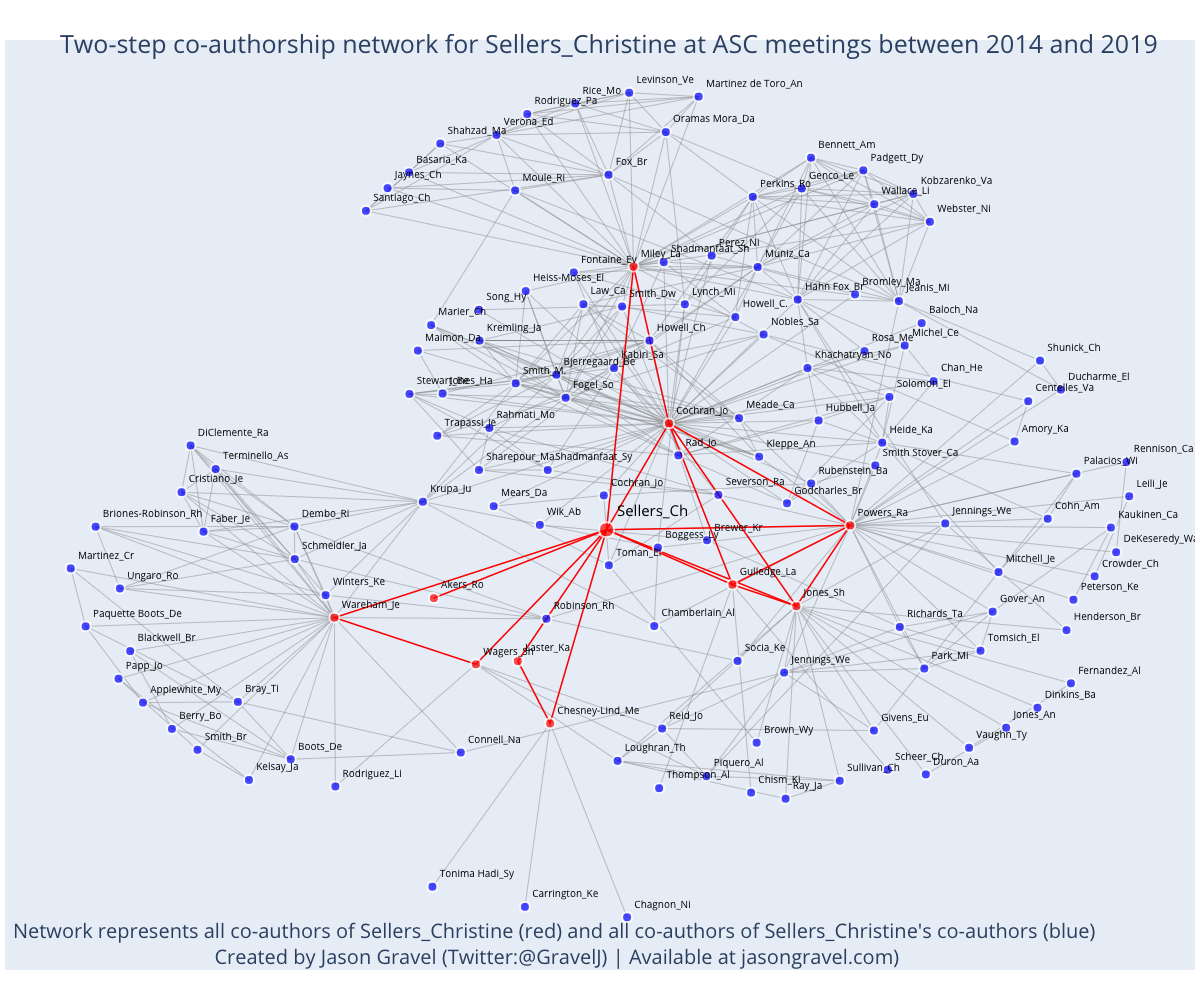 Two-step co-authorship network for Sellers_Christine at ASC meetings between 2014 and 2019
Levinson_Ve
Martinez de Toro_An
Rice_Mo
Rodriguez_Pa
Oramas Mora_Da
Verona_Ed
Shahzad_Ma
Bennett_Am
Padgett_Dy
Basaria_Ka
Fox_Br
Jaynes_Ch
Moule_Ri
Genco_Le
Kobzarenko_Va
Perkins_Ro
Wallace_Li
Santiago_Ch
Webster_Ni
Perez_Ni
Shadmanfaat_Sh
Miley_La
Muniz_Ca
Fontaine_Ey
Heiss-Moses_El
Bromley_Ma
Hahn Fox_Br
Jeanis_Mi
Law_Ca
Smith_Dw
Lynch_Mi
Song_Hy
Howell_C.
Baloch_Na
Marier_Ch
Kremling_Ja
Howell_Ch
Nobles_Sa
Michel_Ce
Maimon_Da
Rosa_Me
Shunick_Ch
Kabiri_Sa
Bjerregaard_Be
Khachatryan_No
Chan_He
Smith_M.
Ducharme_El
Stewart_Be
Jones_Ha
Fogel_So
Solomon_El
Centelles_Va
Cochran_Jo
Meade_Ca
Hubbell_Ja
Rahmati_Mo
Trapassi_Je
DiClemente_Ra
Heide_Ka
Amory_Ka
Rad_Jo
Kleppe_An
Smith Stover_Ca
Rennison_Ca
Terminello_As
Sharepour_Ma
Shadmanfaat_Sy
Palacios_Wi
Rubenstein_Ba
Cristiano_Je
Cochran_Jo
Severson_Ra
Leili_Je
Krupa_Ju
Mears_Da
Godcharles_Br
Sellers_Ch
Wik_Ab
Powers_Ra
Jennings_We
Cohn_Am
Kaukinen_Ca
Briones-Robinson_Rh
Faber_Je
Dembo_Ri
Boggess_Ly
Brewer_Kr
DeKeseredy_Wa
Martinez_Cr
Schmeidler_Ja
Toman_El
Mitchell_Je
Crowder_Ch
Ungaro_Ro
Winters_Ke
Akers_Ro
Gulledge_La
Peterson_Ke
Wareham_Je
Jones_Sh
Gover_An
Paquette Boots_De
Robinson_Rh
Chamberlain_Al
Richards_Ta
Henderson_Br
Blackwell_Br
Wagers_Sh
Kaster_Ka
Socia_Ke
Tomsich_El
Papp_Jo
Jennings_We
Park_Mi
Fernandez_Al
Applewhite_My
Bray_Ti
Chesney-Lind_Me
Dinkins_Ba
Berry_Bo
Reid_Jo
Brown_Wy
Givens_Eu
Jones_An
Smith_Br
Connell_Na
Vaughn_Ty
Boots_De
Loughran_Th
Kelsay_Ja
Rodriguez_Li
Thompson_Al
Piquero_Al
Chism_Ki
Ray_Ja
Sullivan_Ch
Scheer_Ch
Duron_Aa
Tonima Hadi_Sy
Carrington_Ke
Chagnon_Ni
Network represents all co-authors of Sellers_Christine (red) and all co-authors of Sellers_Christine's co-authors (blue)
Created by Jason Gravel (Twitter:@GravelJ) | Available at jasongravel.com)